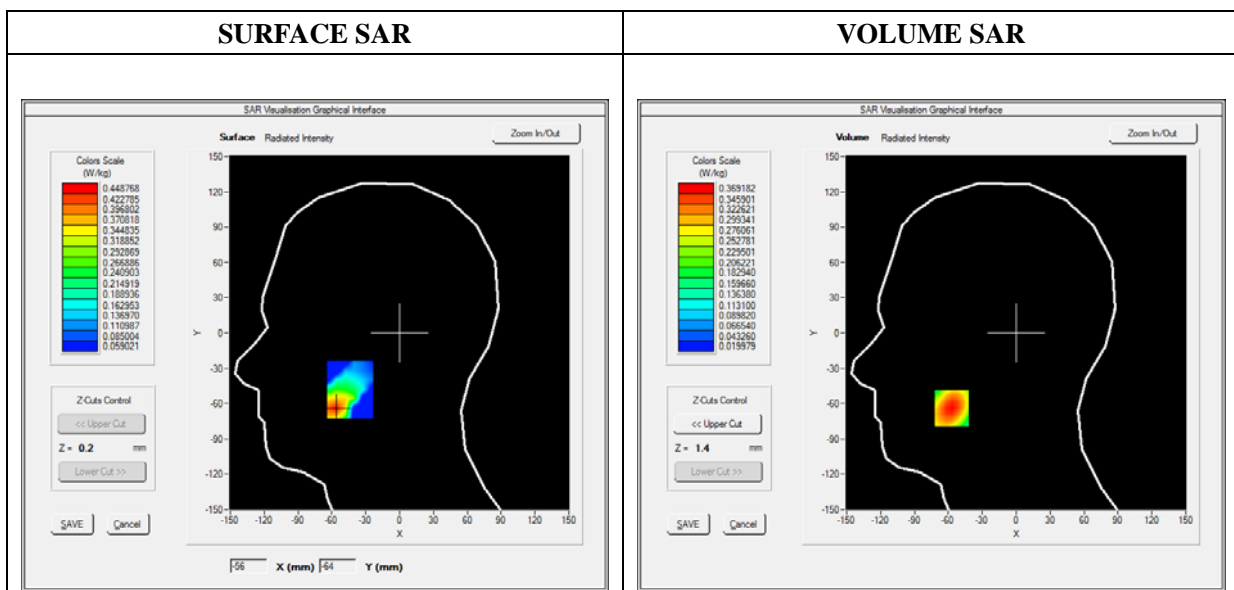 SURFACE SAR
VOLUME SAR
SAR Visualisation Graphical Interface
Surface Radiated Intensity
Zoom In/Out
Colors Scale
(W/kg)
0.448768
0.422785
0.396802
0.370818
0.344835
0.318852
0.292869
0.266886
0.240903
0.214919
0.188936
0.162953
0.136970
0.110987
0.085004
0.059021
Z-Cuts Control
<< Upper Cut
Z = 0.2 mm
Lower Cut >>
SAVE Cancel
150
120
90
60
30
0
-30
-60
-90
-120
-150
Y
-150 -120 -90 -60 -30 0 30 60 90 120 150
X
-56 X (mm) -64 Y (mm)
SAR Visualisation Graphical Interface
Volume Radiated Intensity
Zoom In/Out
Colors Scale
(W/kg)
0.369182
0.345901
0.322621
0.299341
0.276061
0.252781
0.229501
0.206221
0.182940
0.159660
0.136380
0.113100
0.089820
0.066540
0.043260
0.019979
Z-Cuts Control
<< Upper Cut
Z = 1.4 mm
Lower Cut >>
SAVE Cancel
150
120
90
60
30
0
-30
-60
-90
-120
-150
Y
-150 -120 -90 -60 -30 0 30 60 90 120 150
X